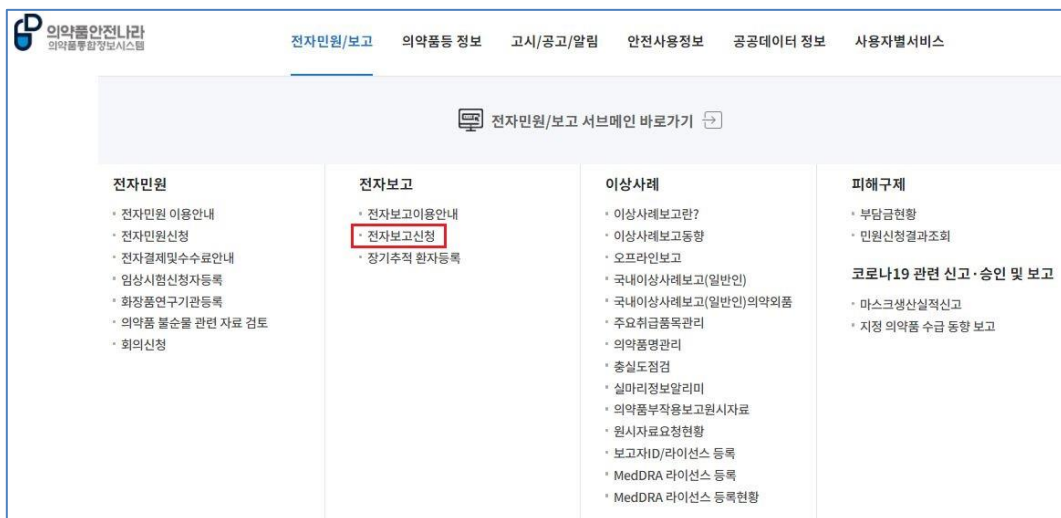 의약품안전나라
의약품통합정보시스템
전자민원/보고 의약품등 정보 고시/공고/알림 안전사용정보 공공데이터 정보 사용자별서비스
전자민원/보고 서브메인 바로가기
전자민원
전자민원 이용안내
전자민원신청
전자결제및수수료안내
임상시험신청자등록
화장품연구기관등록
의약품 불순물 관련 자료 검토
회의신청
전자보고
전자보고이용안내
전자보고신청
장기추적 환자등록
이상사례
이상사례보고란?
이상사례보고동향
오프라인보고
국내이상사례보고(일반인)
국내이상사례보고(일반인)의약외품
주요취급품목관리
의약품명관리
충실도점검
실마리정보알리미
의약품부작용보고원시자료
원시자료요청현황
보고자ID/라이선스 등록
MedDRA 라이선스 등록
MedDRA 라이선스 등록현황
피해구제
부담금현황
민원신청결과조회
코로나19 관련 신고·승인 및 보고
마스크생산실적신고
지정 의약품 수급 동향 보고